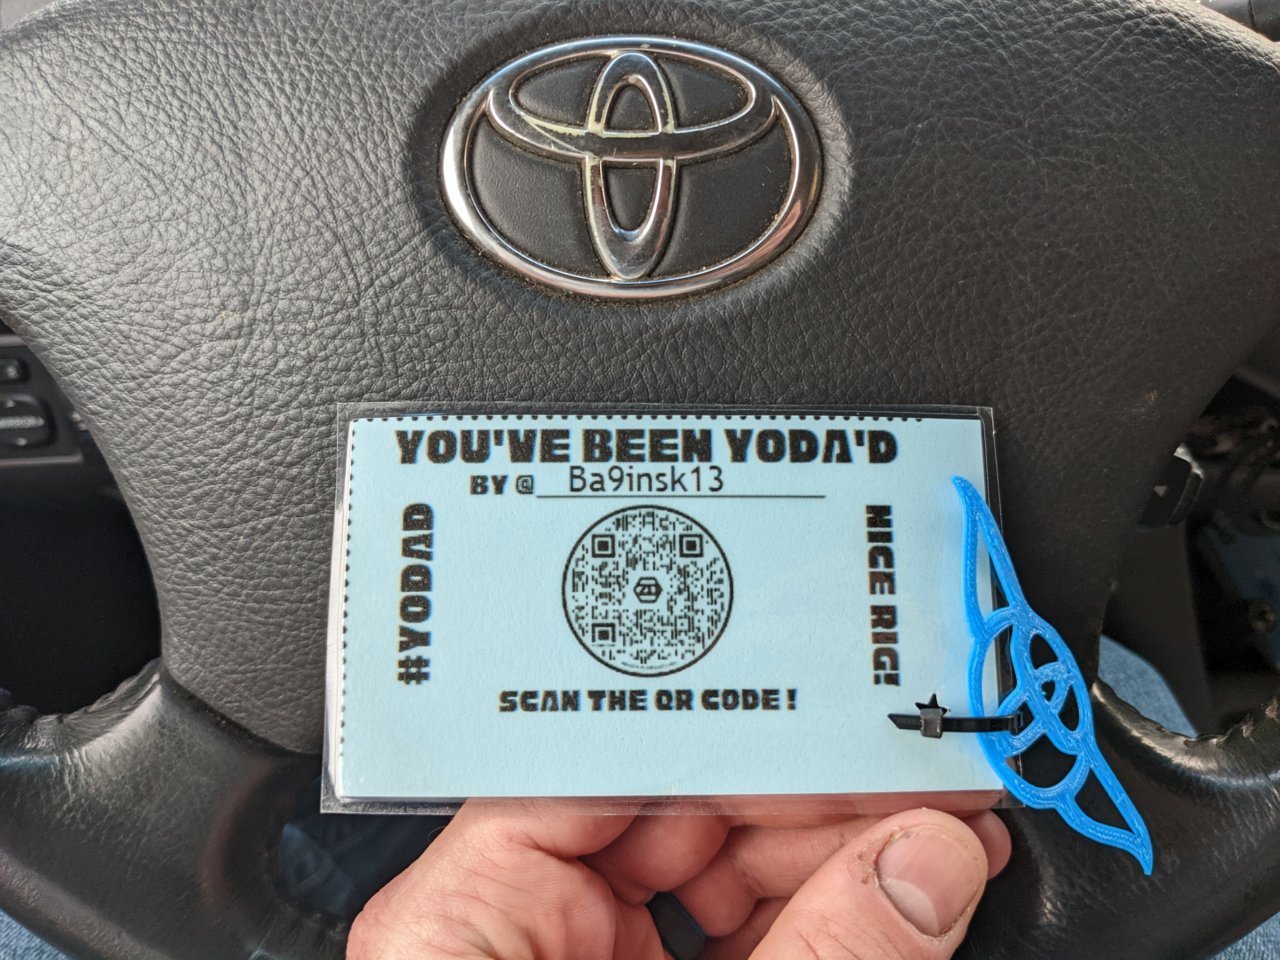 YOU'VE BEEN YODA'D
BY @ Ba9insk13
#YODAD
NICE RIG!
SCAN THE QR CODE!